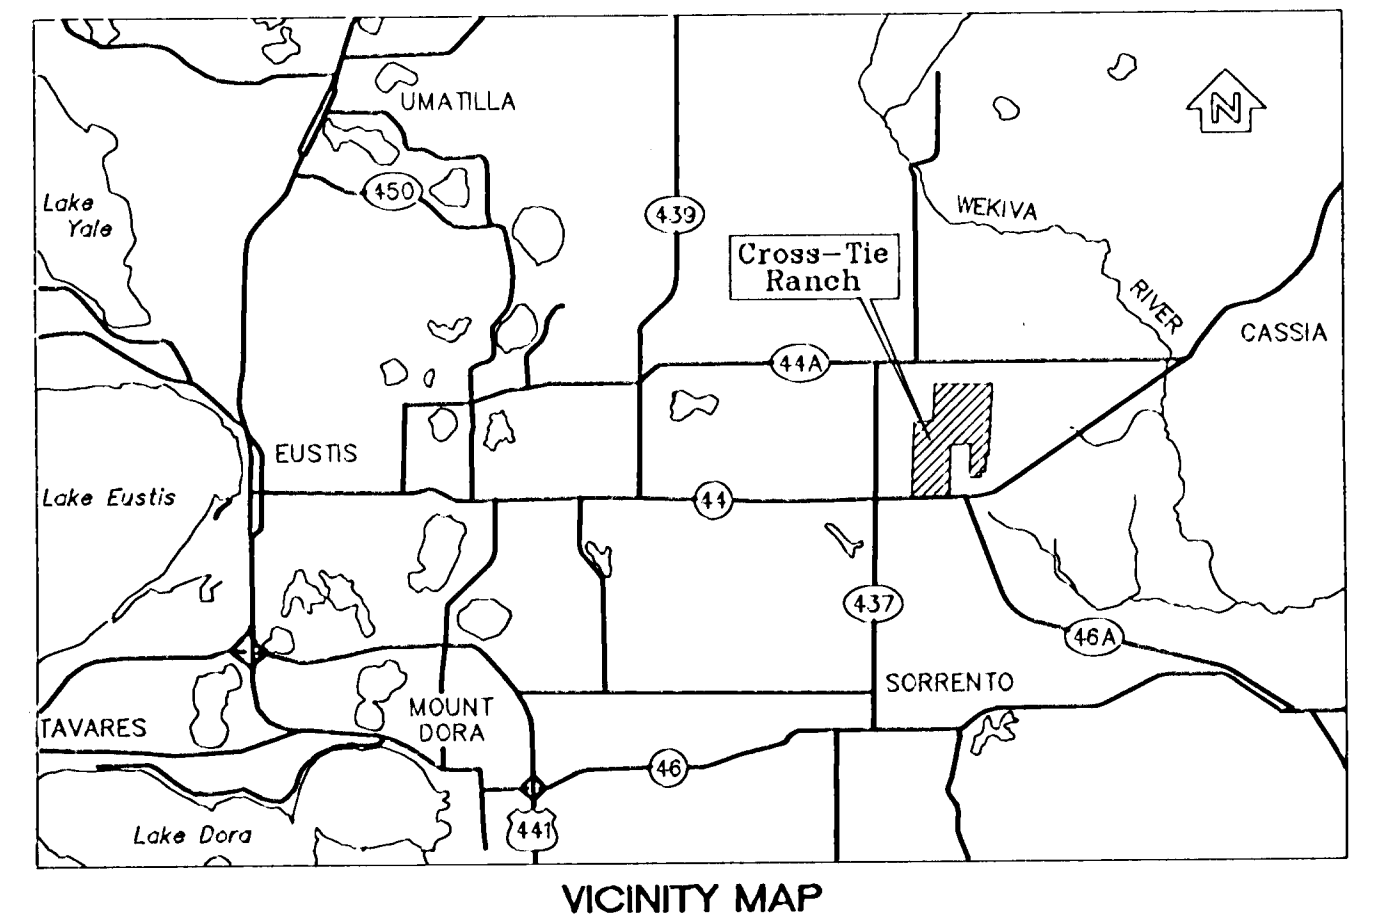 UMATILLA
N
450
Lake
Yale
439
WEKIVA
Cross-Tie
Ranch
RIVER
CASSIA
44A
EUSTIS
Lake Eustis
44
437
46A
SORRENTO
MOUNT
DORA
TAVARES
46
441
Lake Dora
VICINITY MAP